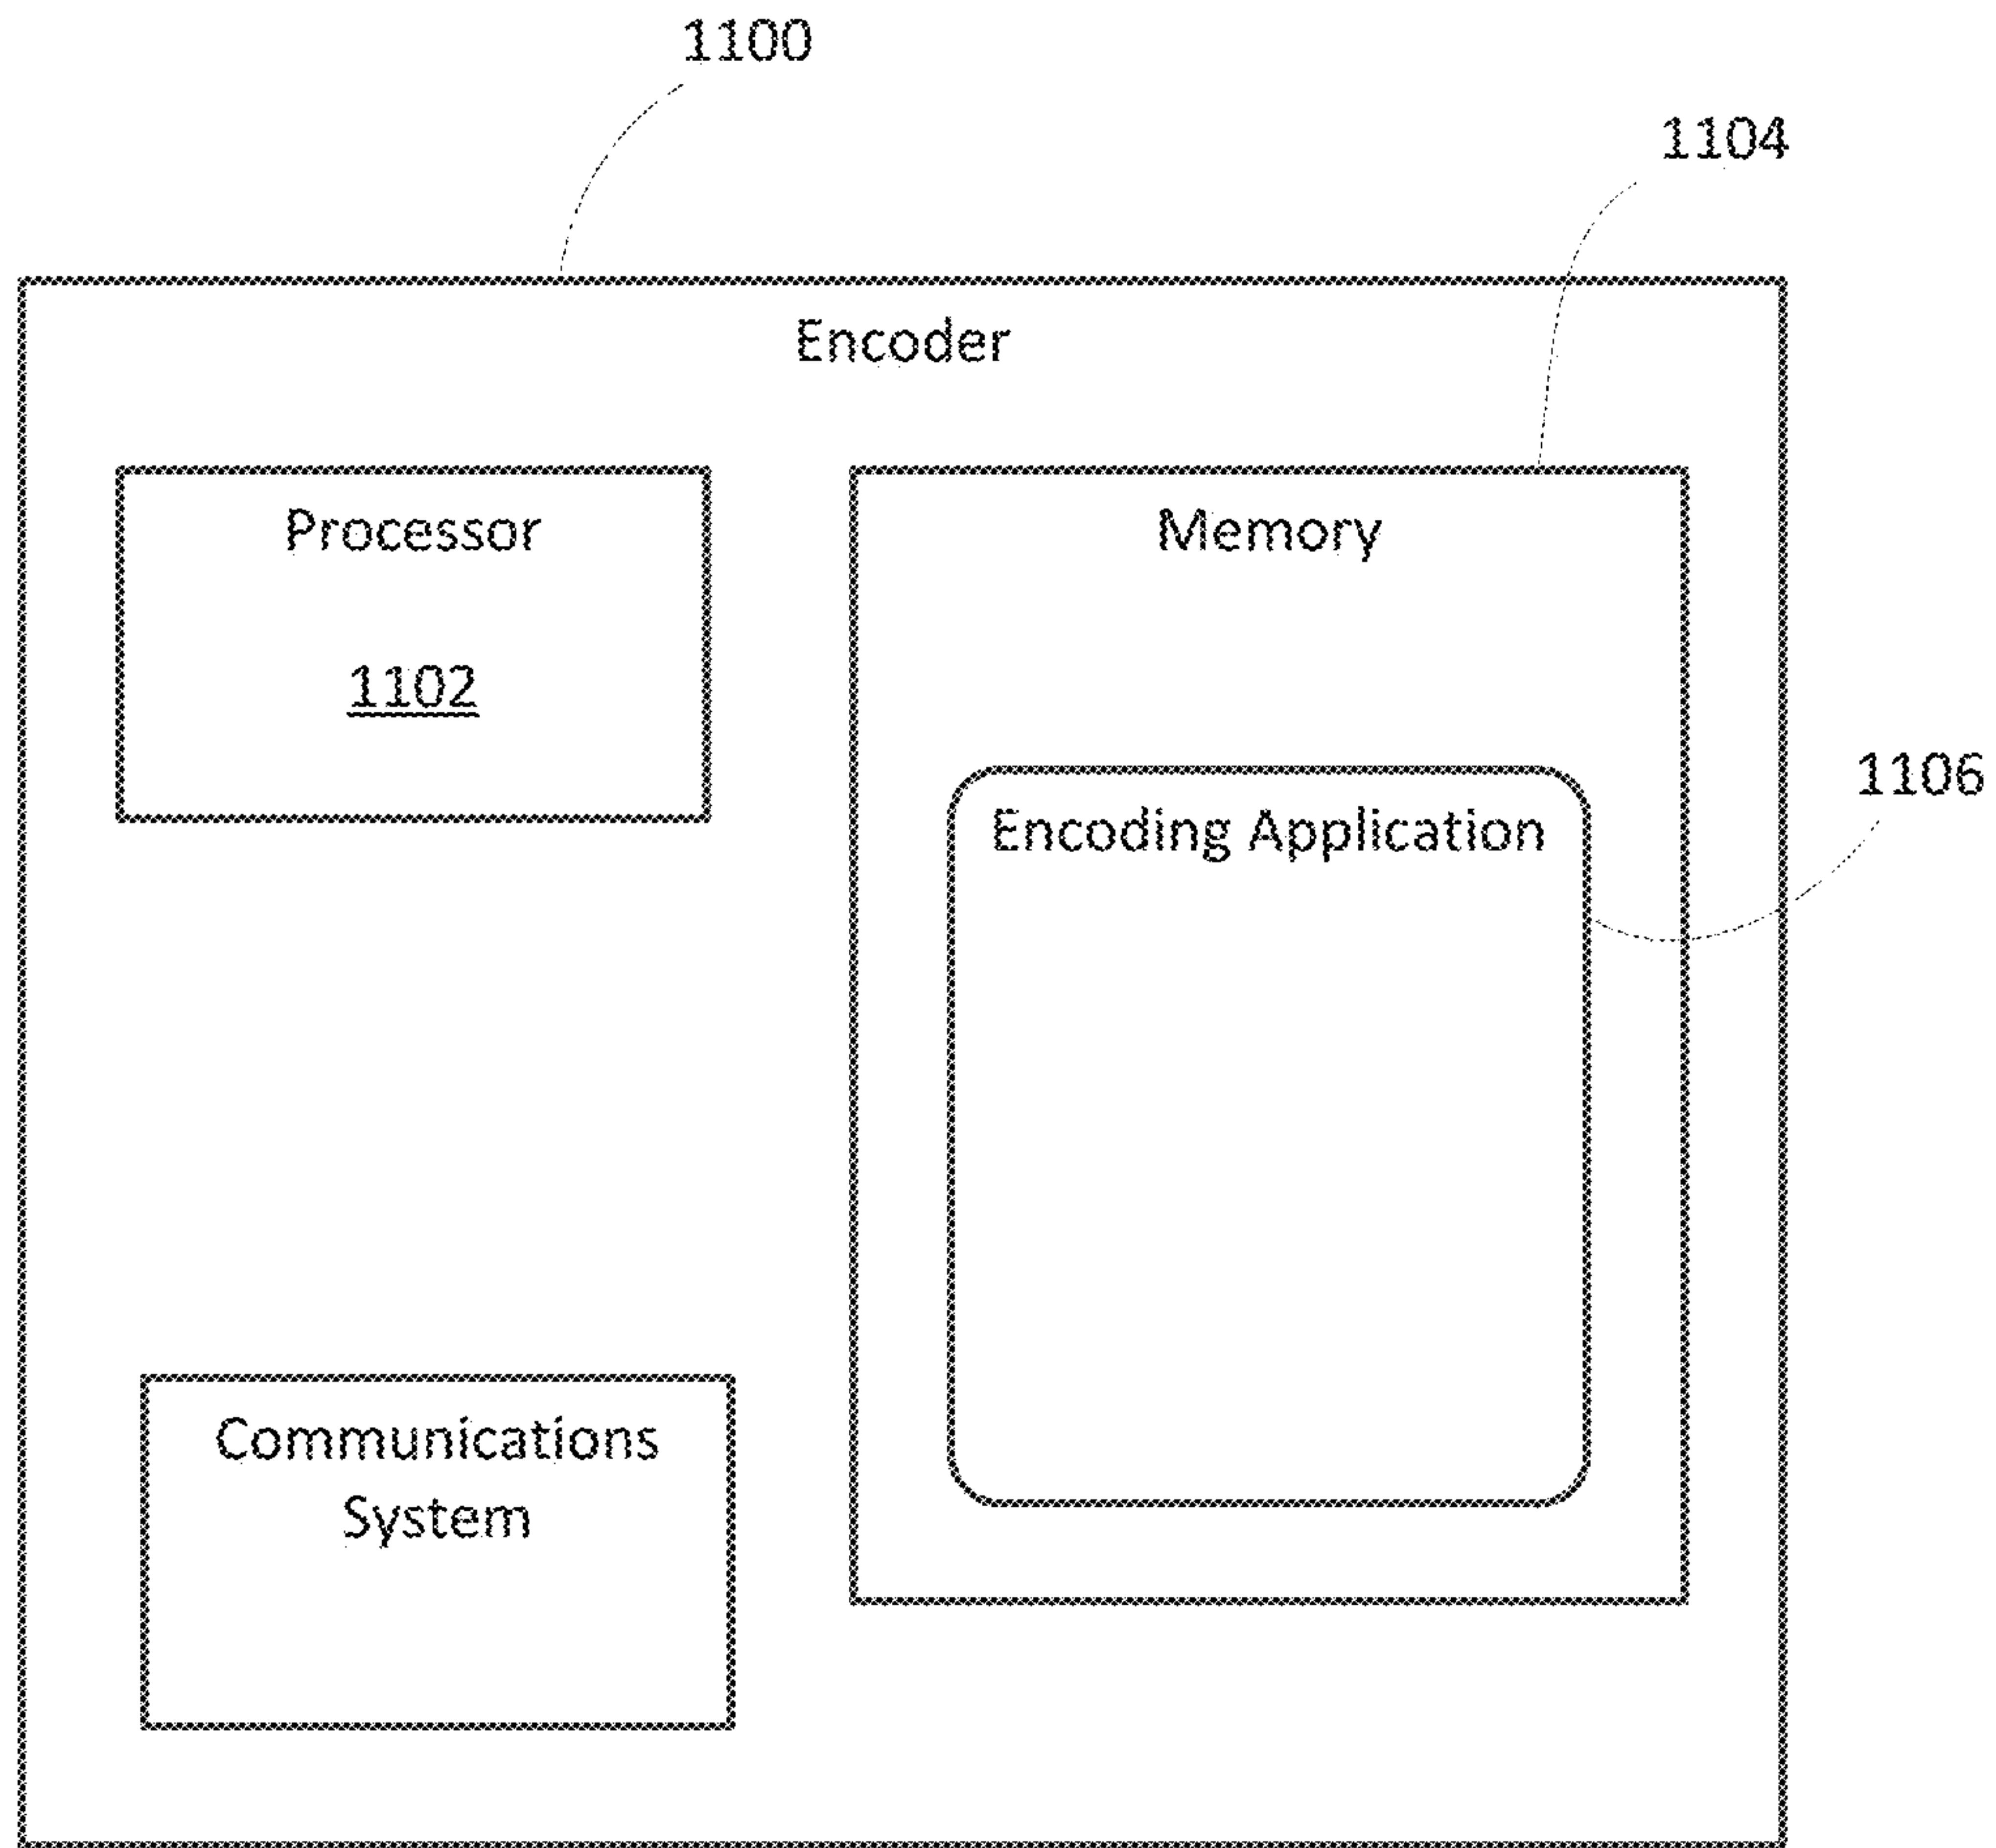 1100
1104
Encoder
Processor
1102
Memory
1106
Encoding Application
Communications
System